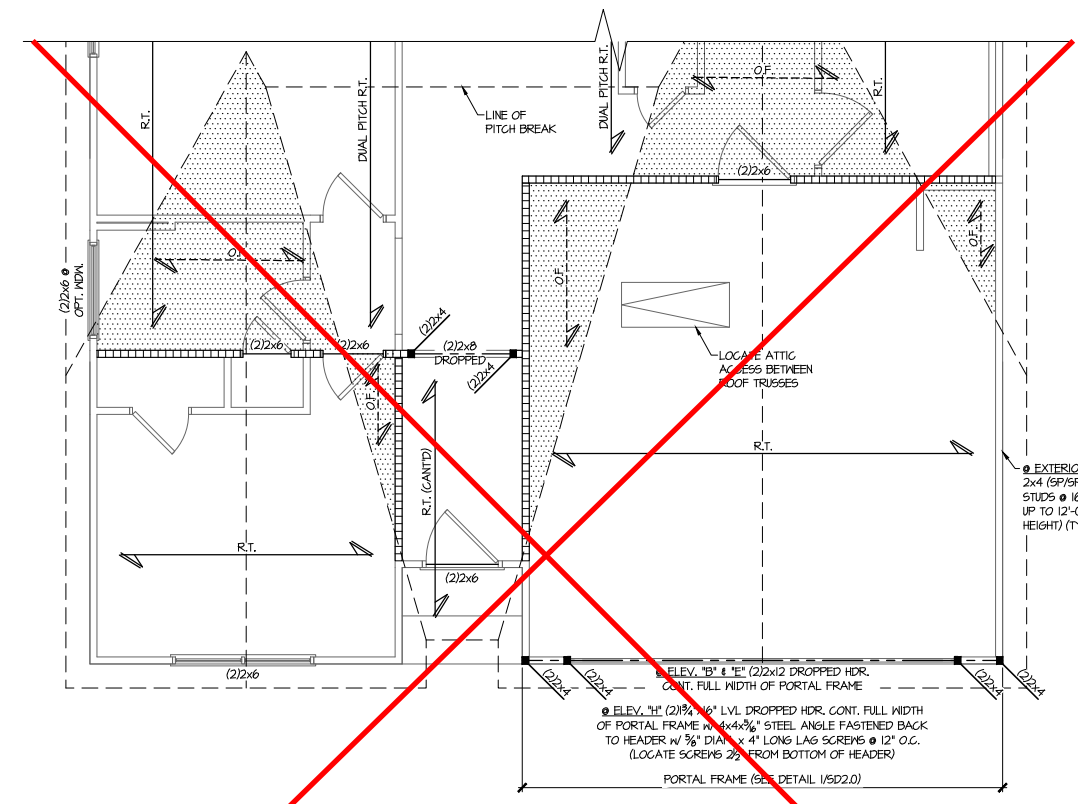 R.T.
DUAL PITCH R.T.
LINE OF
PITCH BREAK
DUAL PITCH R.T.
O.F.
R.T.
(2)2x6
O.F.
O.F.
O.F.
(2)2x6 @
OPT. WDW.
(2)2x4
(2)2x6
(2)2x6
(2)2x8
DROPPED
(2)2x4
LOCATE ATTIC
ACCESS BETWEEN
ROOF TRUSSES
O.F.
R.T.
R.T. (CANT'D)
@ EXTERIO
2x4 (SP/SP
STUDS @ 16
UP TO 12'-0
HEIGHT) (TY
R.T.
(2)2x6
(2)2x6
(2)2x4
(2)2x4
(2)2x4
(2)2x4
@ ELEV. "B" & "E" (2)2x12 DROPPED HDR.
CONT. FULL WIDTH OF PORTAL FRAME
@ ELEV. "H" (2)1¾"x16" LVL DROPPED HDR. CONT. FULL WIDTH
OF PORTAL FRAME W/ 4x4x⁵⁄₁₆" STEEL ANGLE FASTENED BACK
TO HEADER W/ ⅝" DIAM. x 4" LONG LAG SCREWS @ 12" O.C.
(LOCATE SCREWS 2½" FROM BOTTOM OF HEADER)
PORTAL FRAME (SEE DETAIL 1/SD2.0)